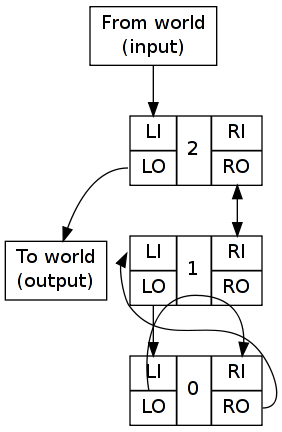 From world
(input)
LI 2 RI
LO RO
To world
(output)
LI 1 RI
LO RO
LI 0 RI
LO RO